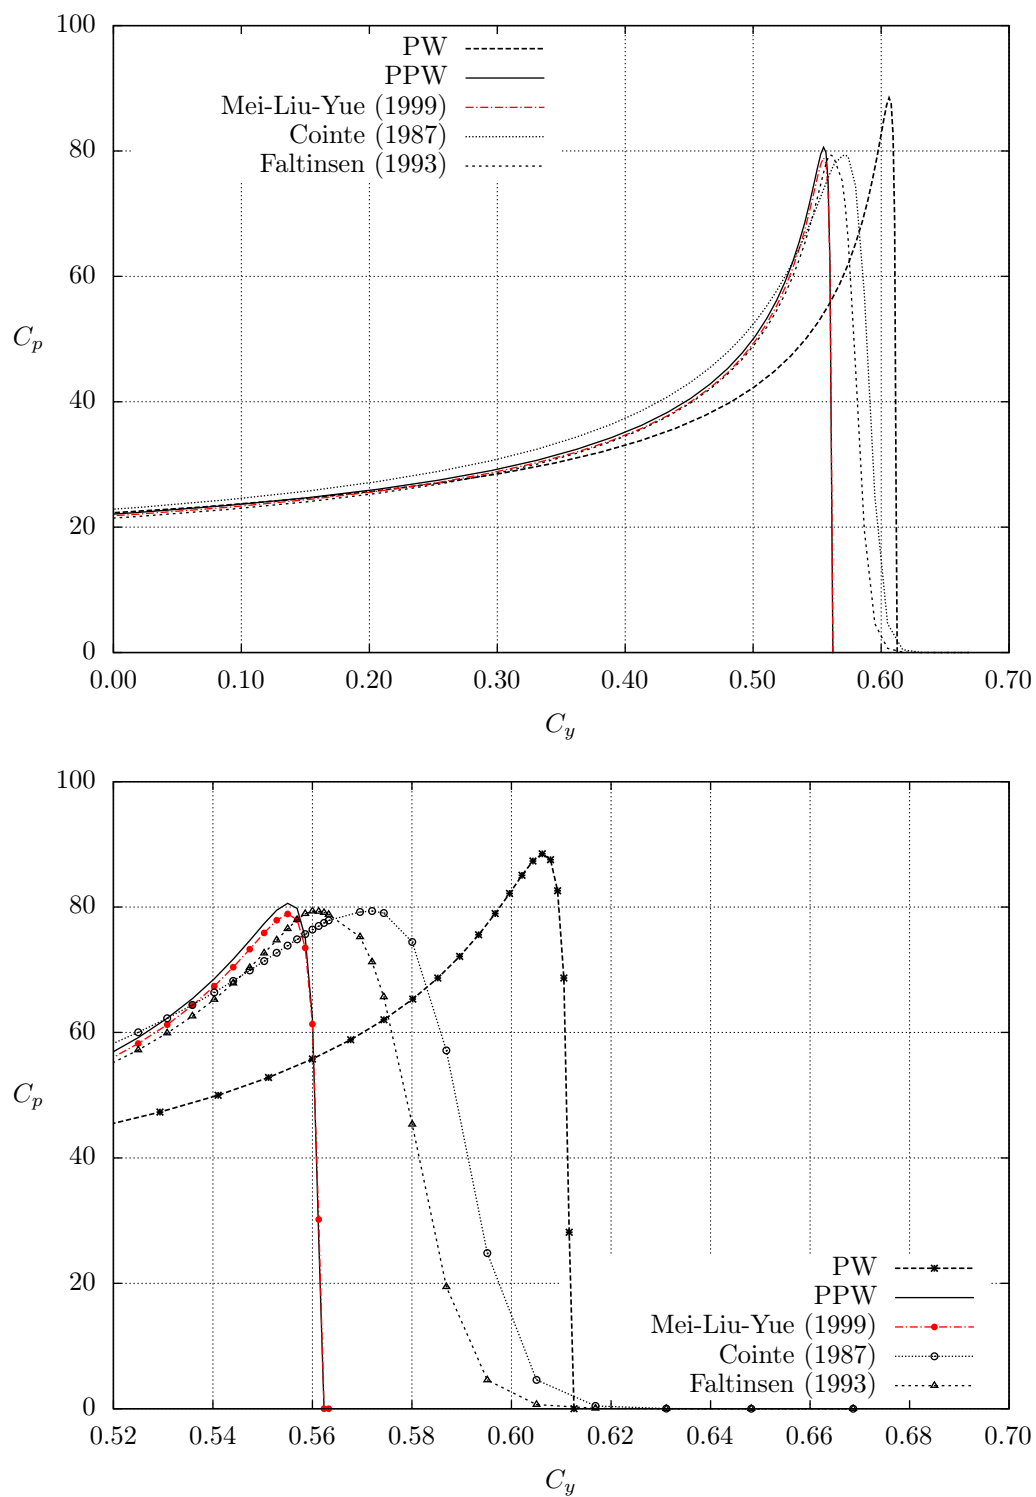 100
PW
PPW
Mei-Liu-Yue (1999)
Cointe (1987)
Faltinsen (1993)
80
60
C_p
40
20
0
0.00 0.10 0.20 0.30 0.40 0.50 0.60 0.70
C_y
100
80
60
C_p
40
20
PW
PPW
Mei-Liu-Yue (1999)
Cointe (1987)
Faltinsen (1993)
0
0.52 0.54 0.56 0.58 0.60 0.62 0.64 0.66 0.68 0.70
C_y